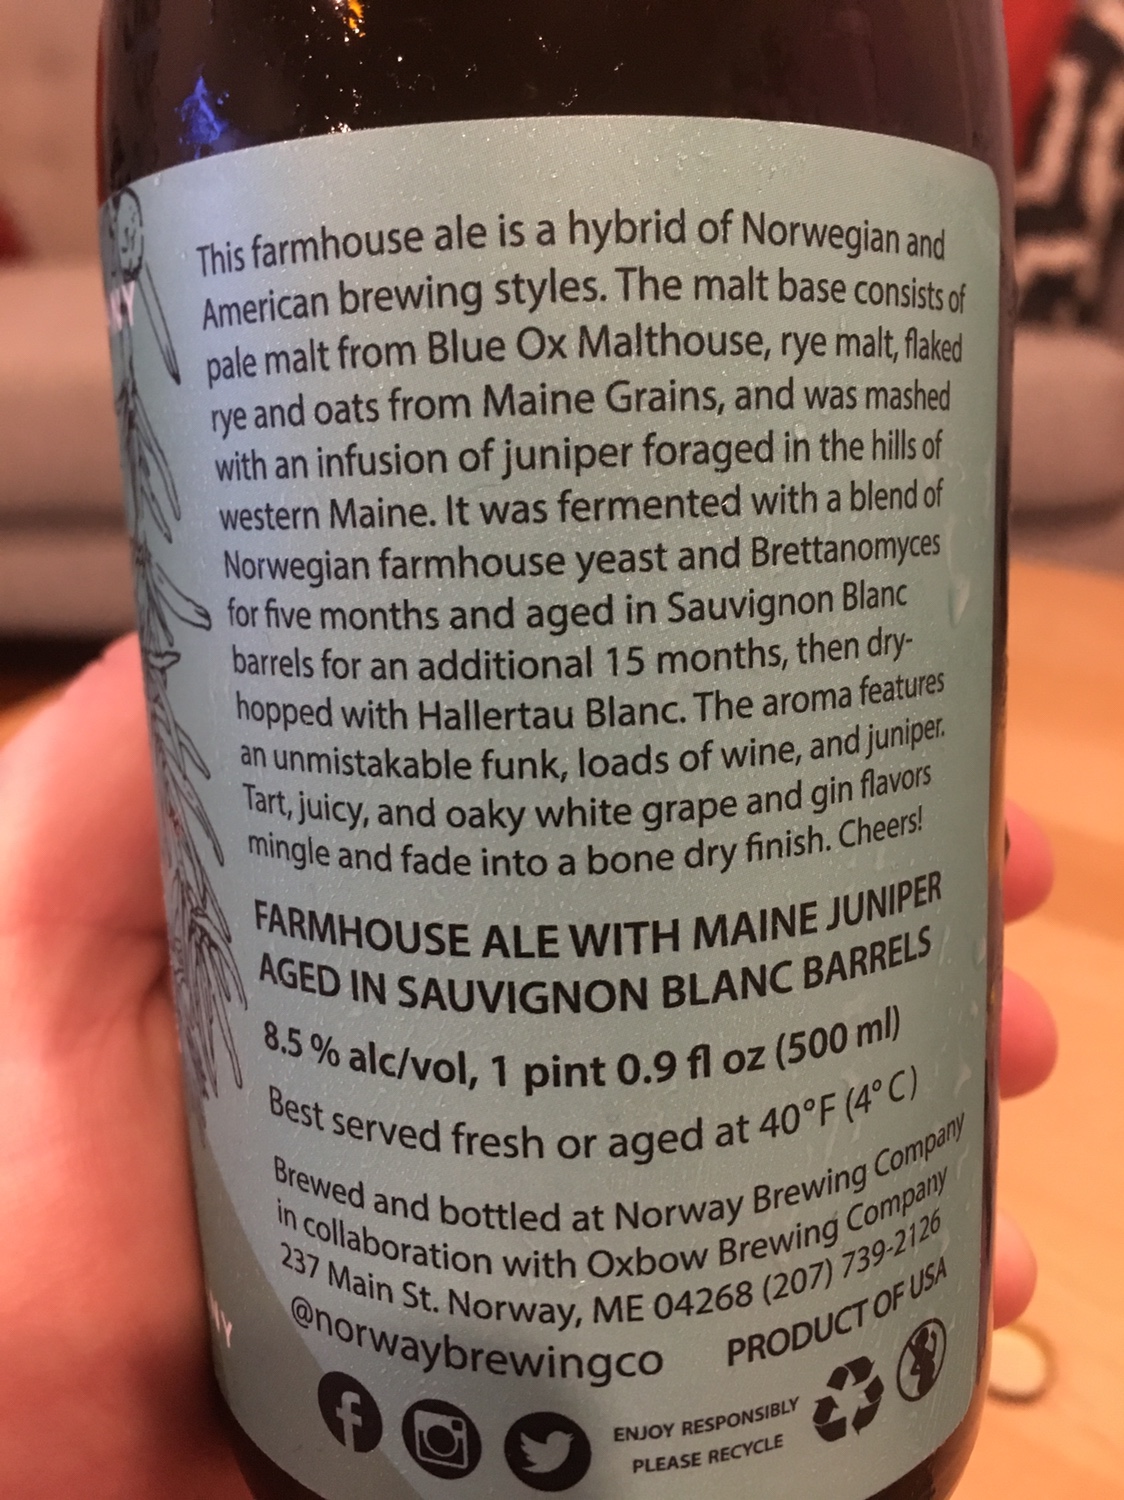 This farmhouse ale is a hybrid of Norwegian and
American brewing styles. The malt base consists of
pale malt from Blue Ox Malthouse, rye malt, flaked
rye and oats from Maine Grains, and was mashed
with an infusion of juniper foraged in the hills of
western Maine. It was fermented with a blend of
Norwegian farmhouse yeast and Brettanomyces
for five months and aged in Sauvignon Blanc
barrels for an additional 15 months, then dry-
hopped with Hallertau Blanc. The aroma features
an unmistakable funk, loads of wine, and juniper.
Tart, juicy, and oaky white grape and gin flavors
mingle and fade into a bone dry finish. Cheers!
FARMHOUSE ALE WITH MAINE JUNIPER
AGED IN SAUVIGNON BLANC BARRELS
8.5 % alc/vol, 1 pint 0.9 fl oz (500 ml)
Best served fresh or aged at 40°F (4° C)
Brewed and bottled at Norway Brewing Company
in collaboration with Oxbow Brewing Company
237 Main St. Norway, ME 04268 (207) 739-2126
@norwaybrewingco
PRODUCT OF USA
ENJOY RESPONSIBLY
PLEASE RECYCLE